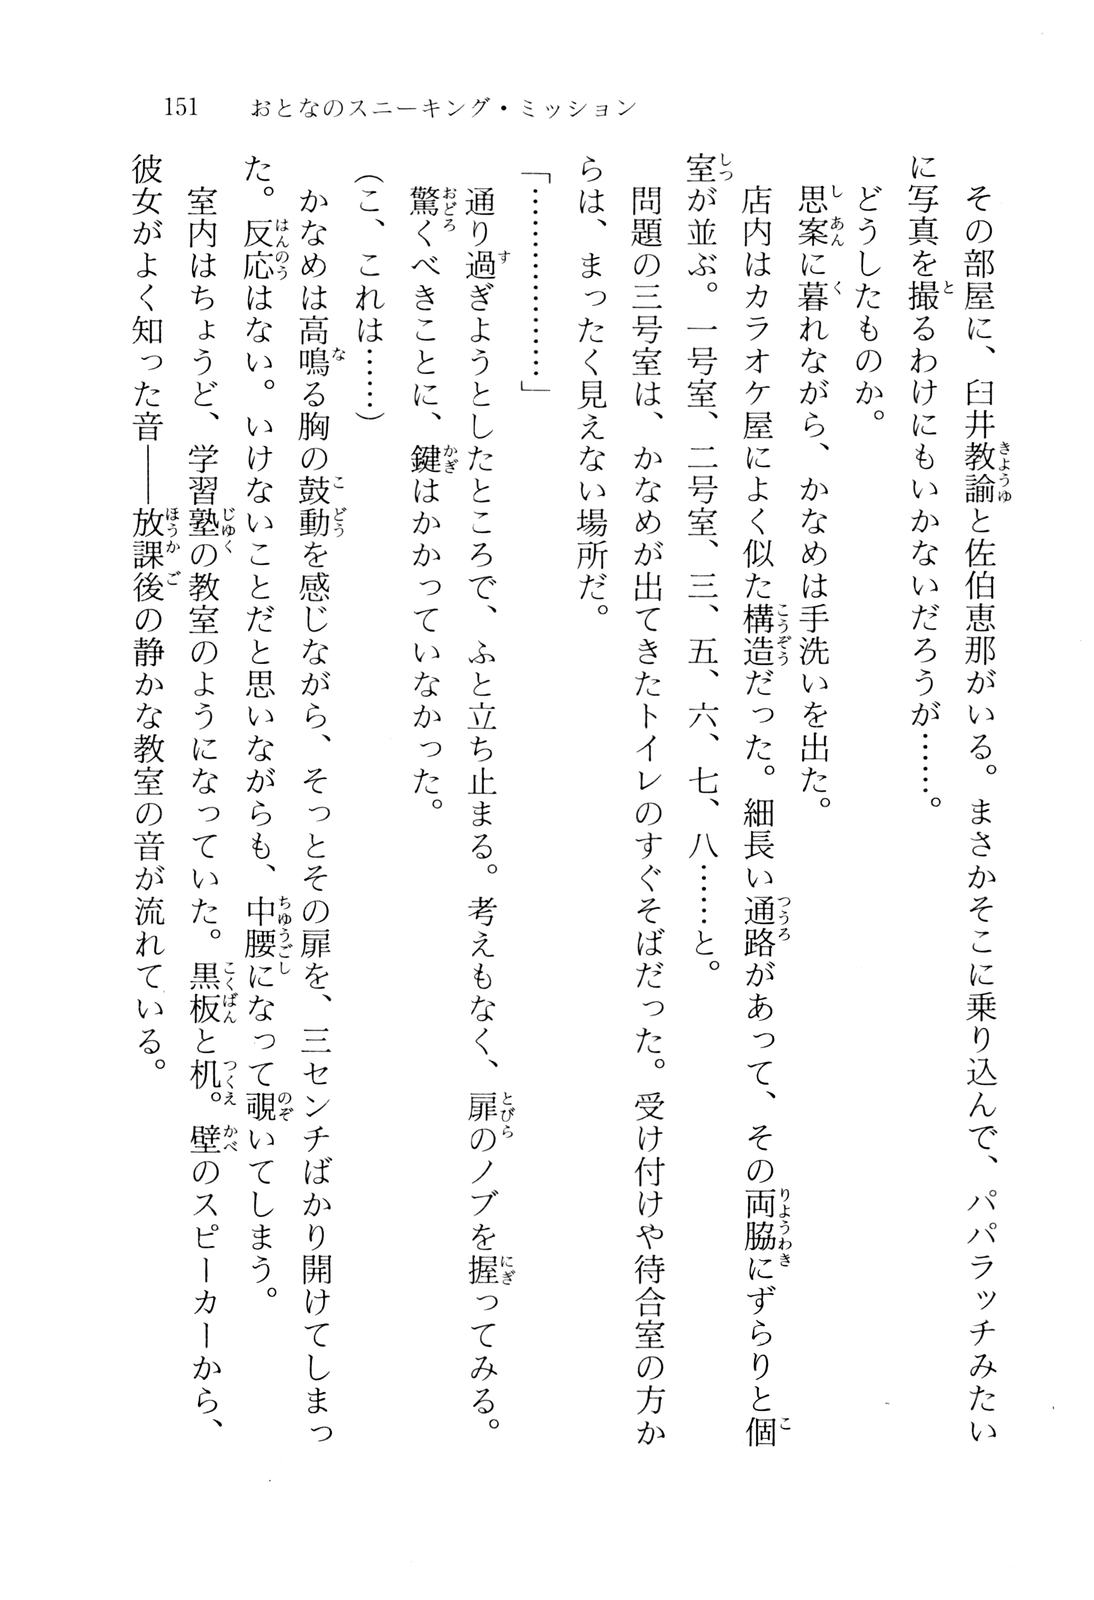 151　おとなのスニーキング・ミッション
その部屋に、臼井教諭と佐伯恵那がいる。まさかそこに乗り込んで、パパラッチみたい
に写真を撮るわけにもいかないだろうが……。
どうしたものか。
思案に暮れながら、かなめは手洗いを出た。
店内はカラオケ屋によく似た構造だった。細長い通路があって、その両脇にずらりと個
室が並ぶ。一号室、二号室、三、五、六、七、八……と。
問題の三号室は、かなめが出てきたトイレのすぐそばだった。受け付けや待合室の方か
らは、まったく見えない場所だ。
「………………」
通り過ぎようとしたところで、ふと立ち止まる。考えもなく、扉のノブを握ってみる。
驚くべきことに、鍵はかかっていなかった。
（こ、これは……）
かなめは高鳴る胸の鼓動を感じながら、そっとその扉を、三センチばかり開けてしまっ
た。反応はない。いけないことだと思いながらも、中腰になって覗いてしまう。
室内はちょうど、学習塾の教室のようになっていた。黒板と机。壁のスピーカーから、
彼女がよく知った音――放課後の静かな教室の音が流れている。